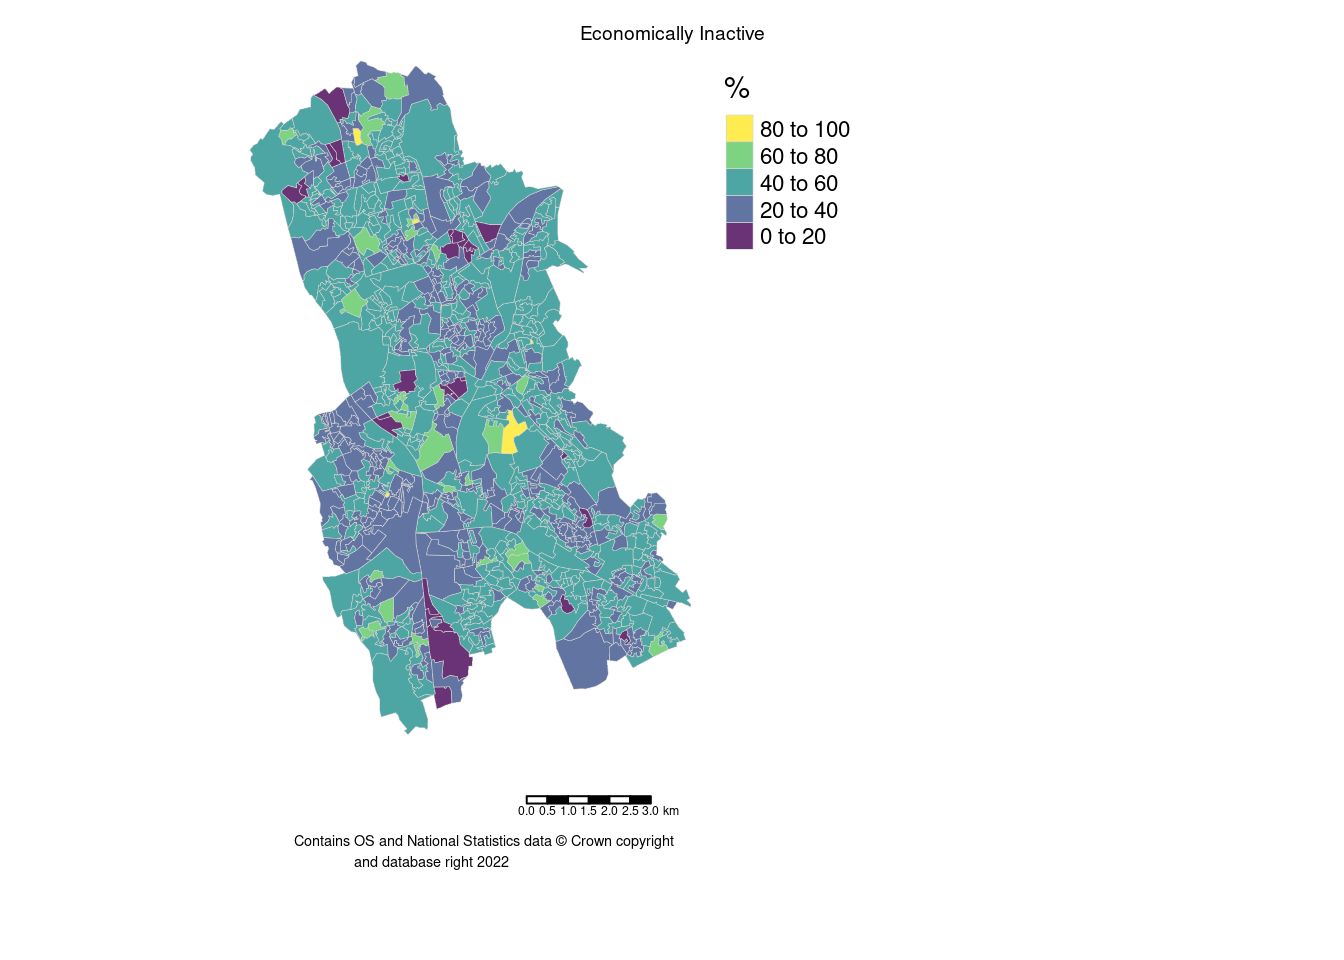 Economically Inactive
%
80 to 100
60 to 80
40 to 60
20 to 40
0 to 20
0.0 0.5 1.0 1.5 2.0 2.5 3.0 km
Contains OS and National Statistics data © Crown copyright
and database right 2022